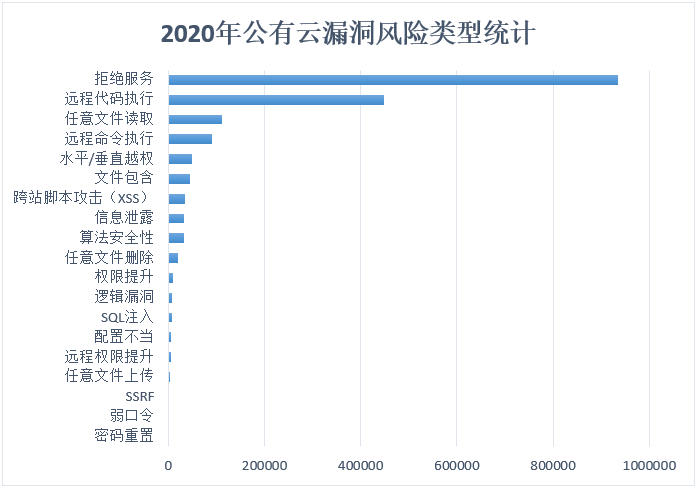 2020年公有云漏洞风险类型统计
拒绝服务
远程代码执行
任意文件读取
远程命令执行
水平/垂直越权
文件包含
跨站脚本攻击（XSS）
信息泄露
算法安全性
任意文件删除
权限提升
逻辑漏洞
SQL注入
配置不当
远程权限提升
任意文件上传
SSRF
弱口令
密码重置
0 200000 400000 600000 800000 1000000